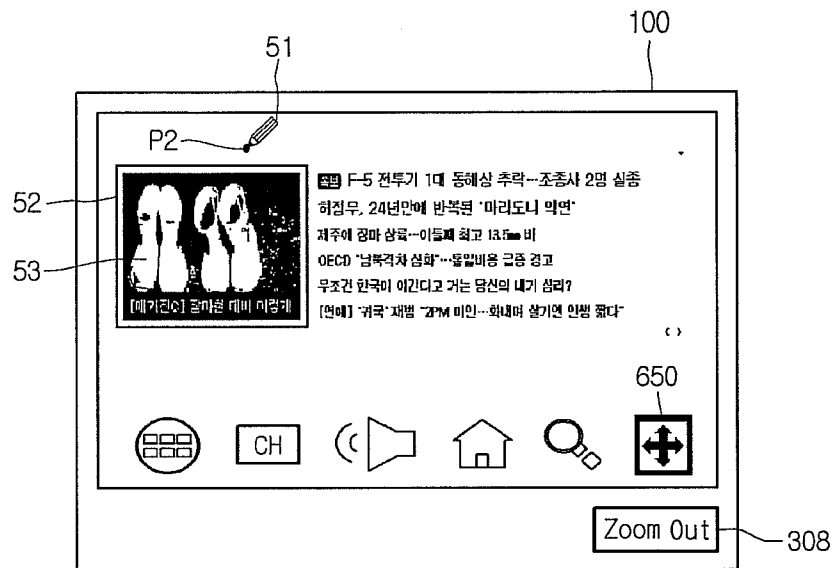 100
51
P2
52
속보 F-5 전투기 1대 동해상 추락…조종사 2명 실종
허정무, 24년만에 반복된 '마라도나 악연'
53
제주에 장마 상륙…이틀째 최고 13.5㎜ 비
OECD "남북격차 심화"…통일비용 급증 경고
무조건 한국이 이긴다고 거는 당신의 내기 심리?
대비 이렇게
[연예] '귀국' 재범 "2PM 미안…화내며 살기엔 인생 짧다"
650
CH
Zoom Out
308